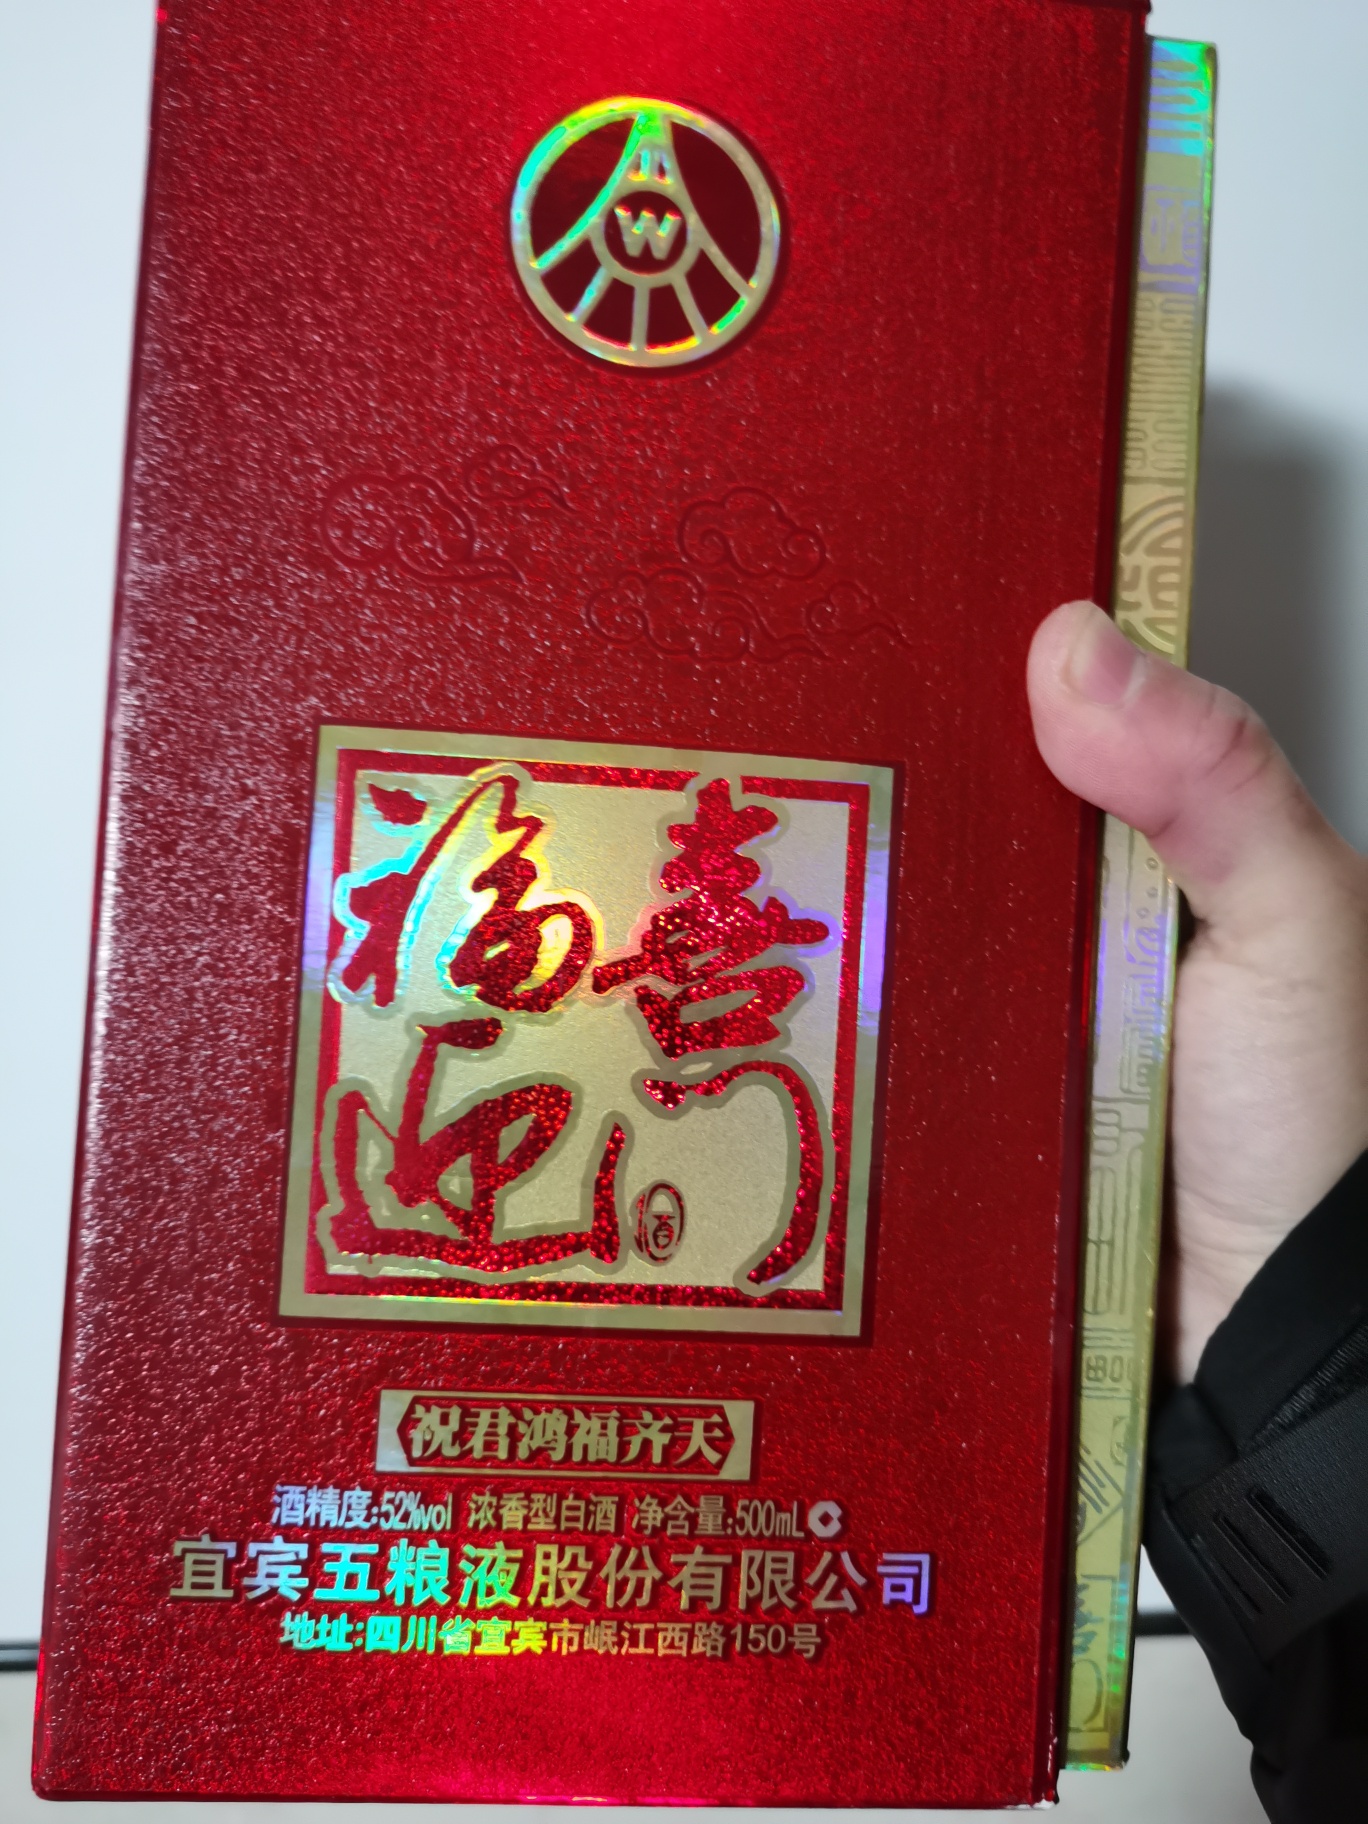 W
福喜
迎门
祝君鸿福齐天
酒精度:52%vol 浓香型白酒 净含量:500mL
宜宾五粮液股份有限公司
地址:四川省宜宾市岷江西路150号